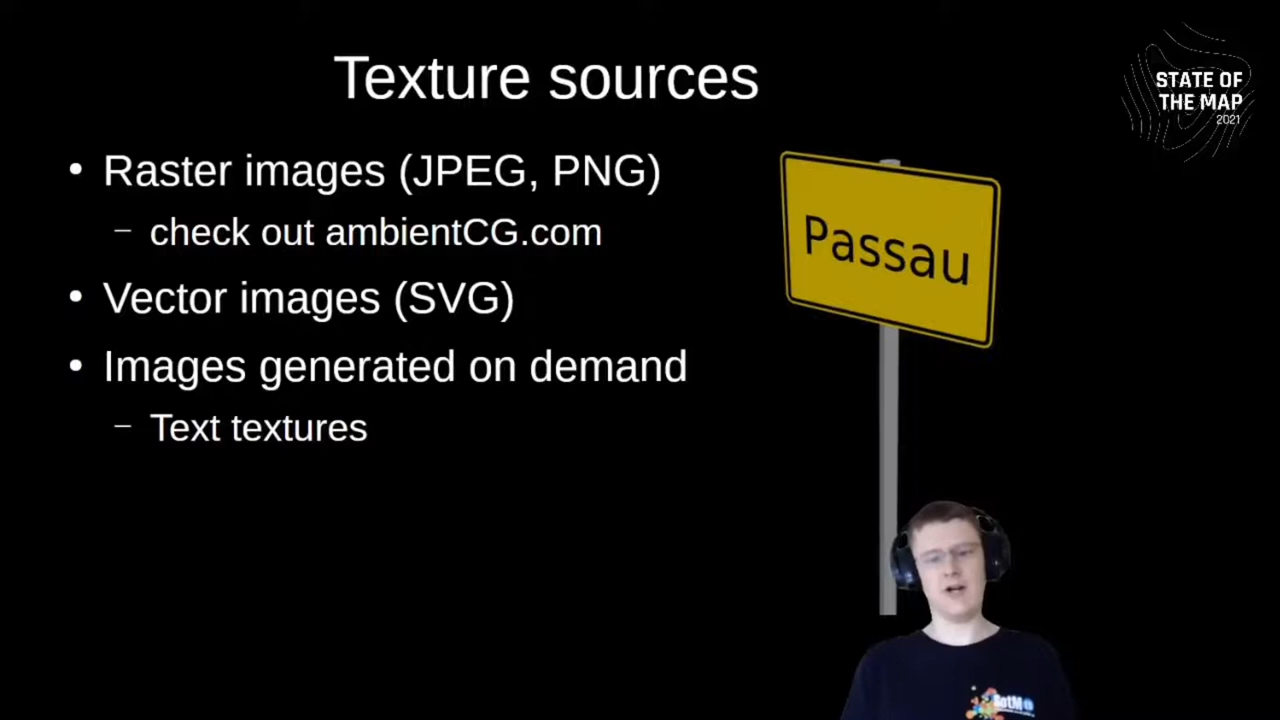 Texture sources
STATE OF
THE MAP
2021
• Raster images (JPEG, PNG)
– check out ambientCG.com
• Vector images (SVG)
• Images generated on demand
– Text textures
Passau
SotM